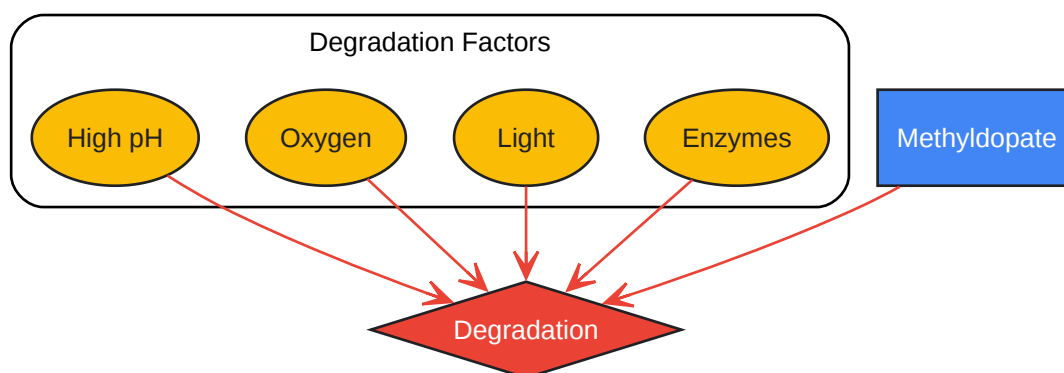 Degradation Factors
High pH
Oxygen
Light
Enzymes
Methyldopate
Degradation